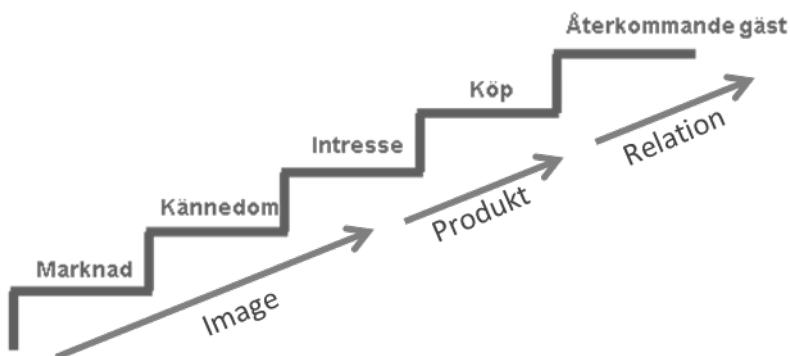 Återkommande gäst
Köp
Intresse
Kännedom
Marknad
Image
Produkt
Relation